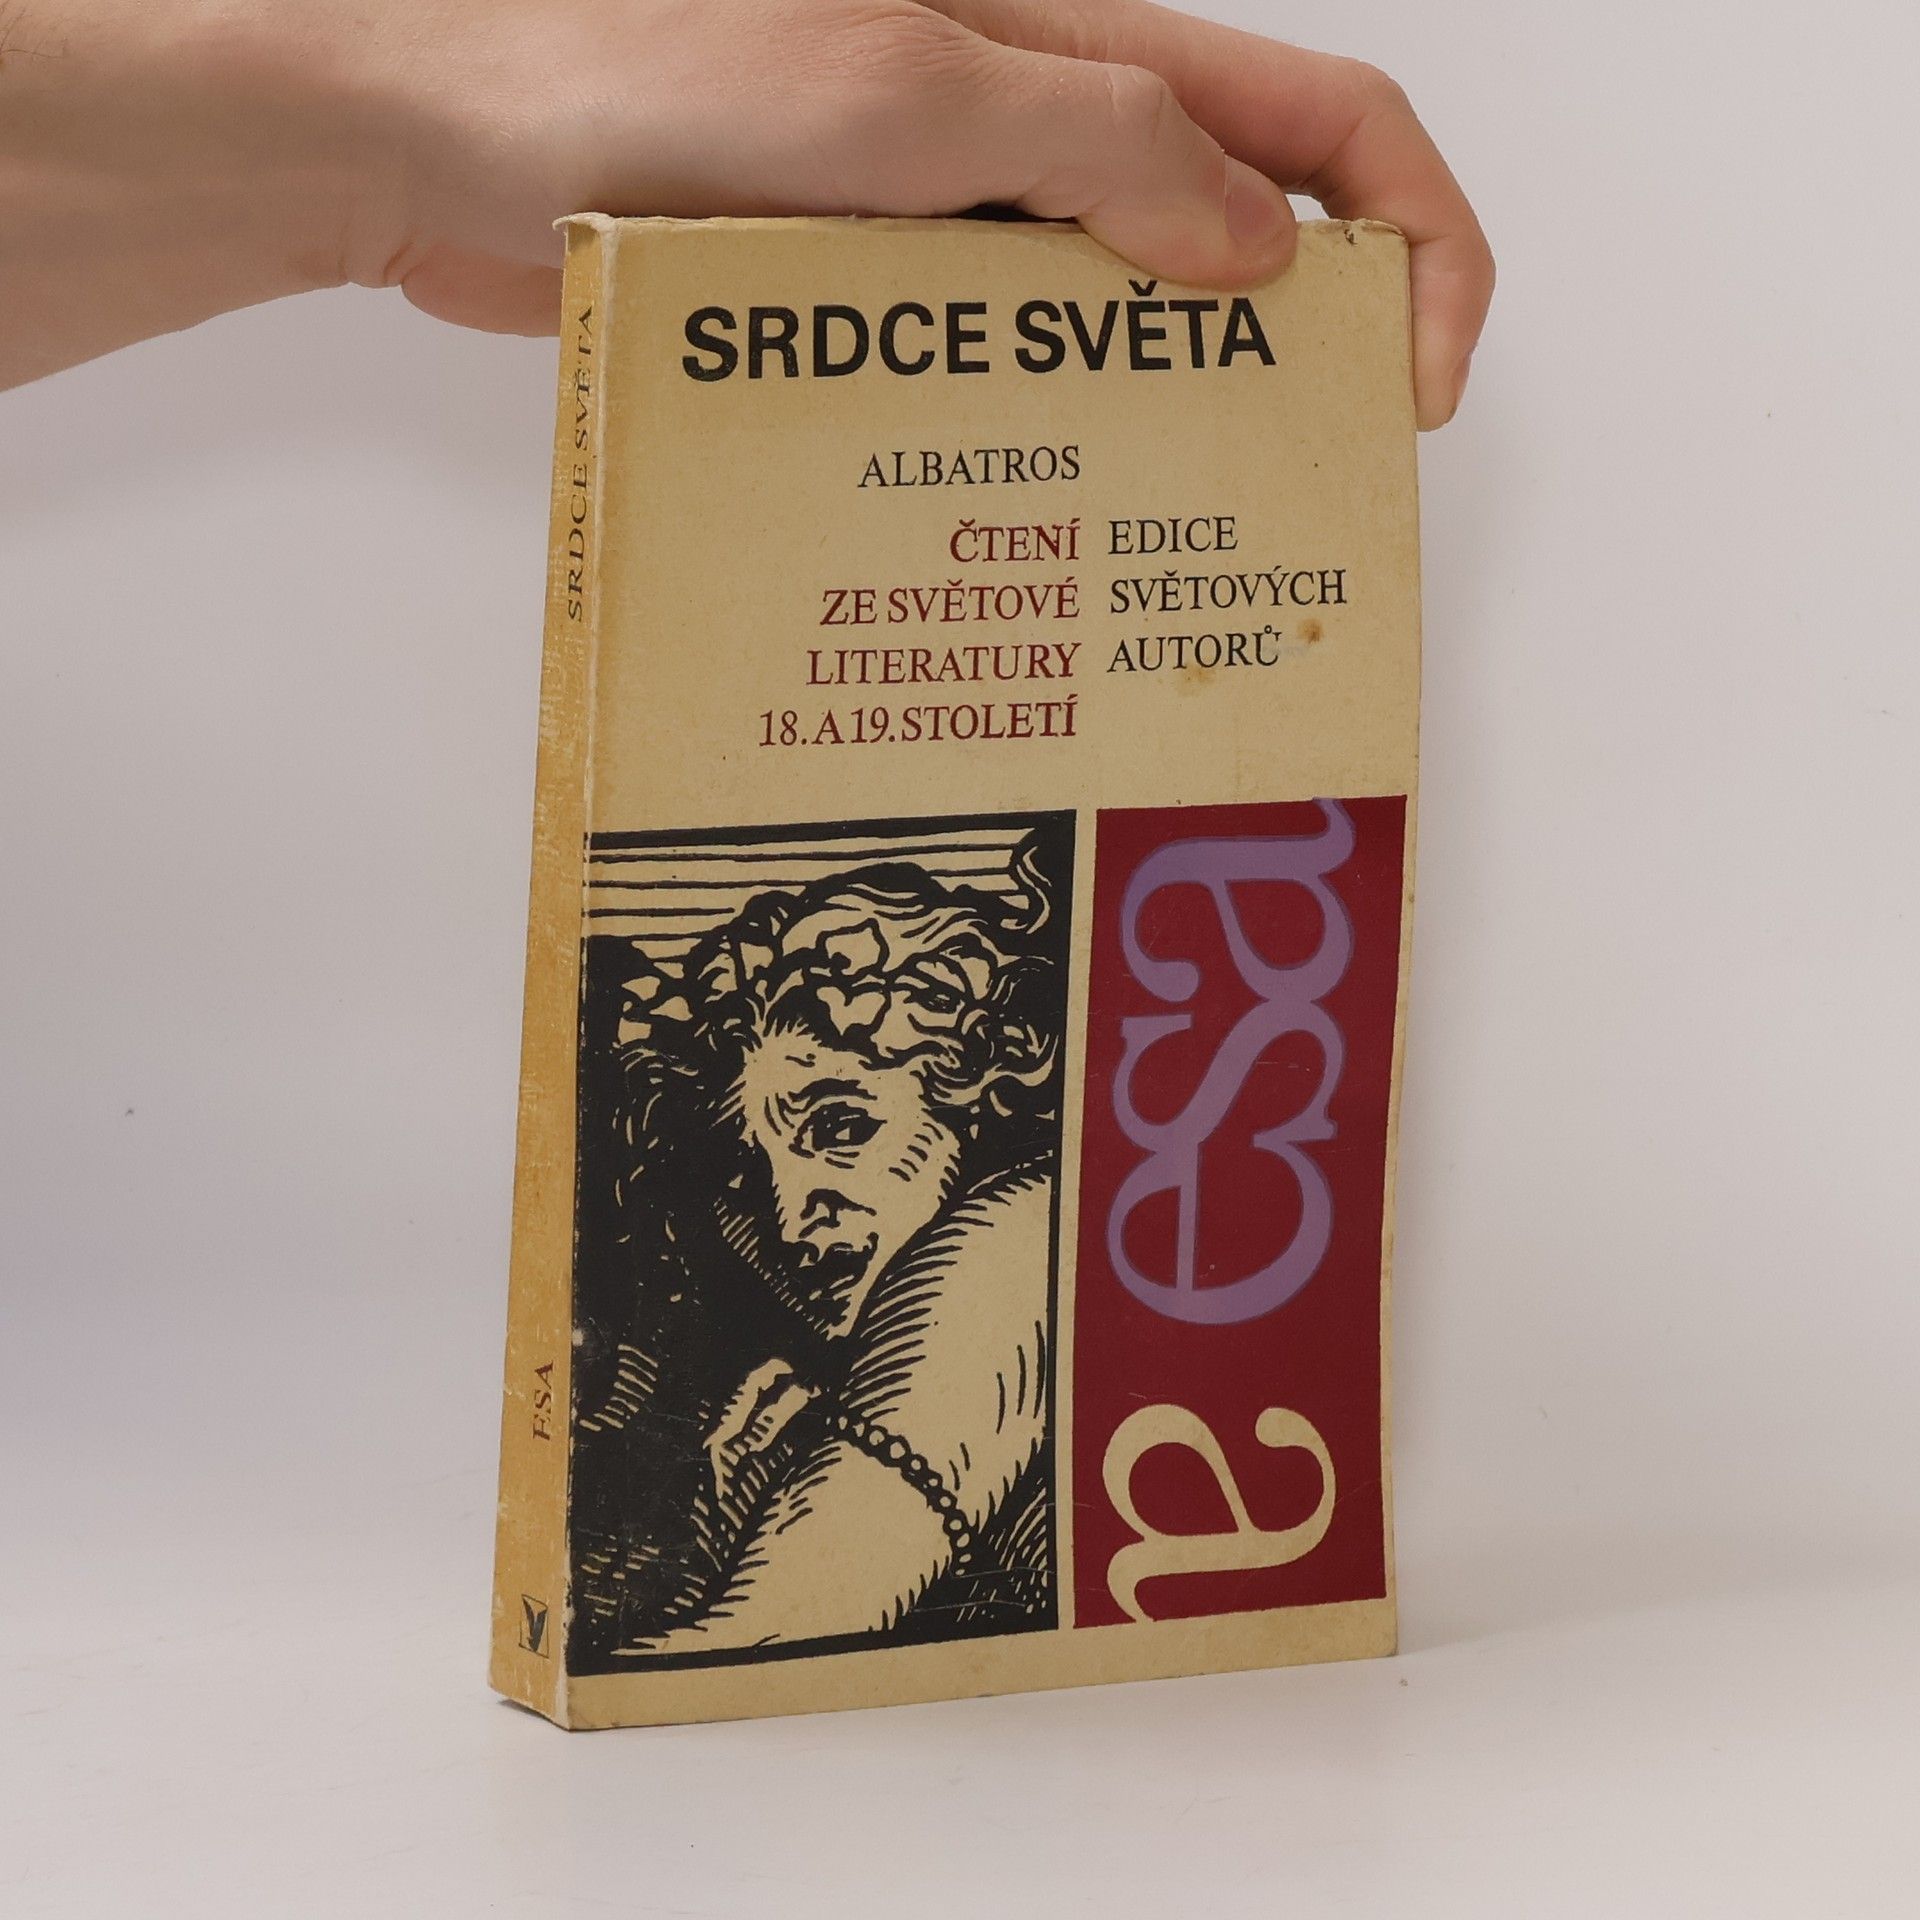 SRDCE SVĚTA
ALBATROS
ČTENÍ
ZE SVĚTOVÉ
LITERATURY
18. A 19. STOLETÍ
EDICE
SVĚTOVÝCH
AUTORŮ
esa
a
SRDCE SVĚTA
ESA